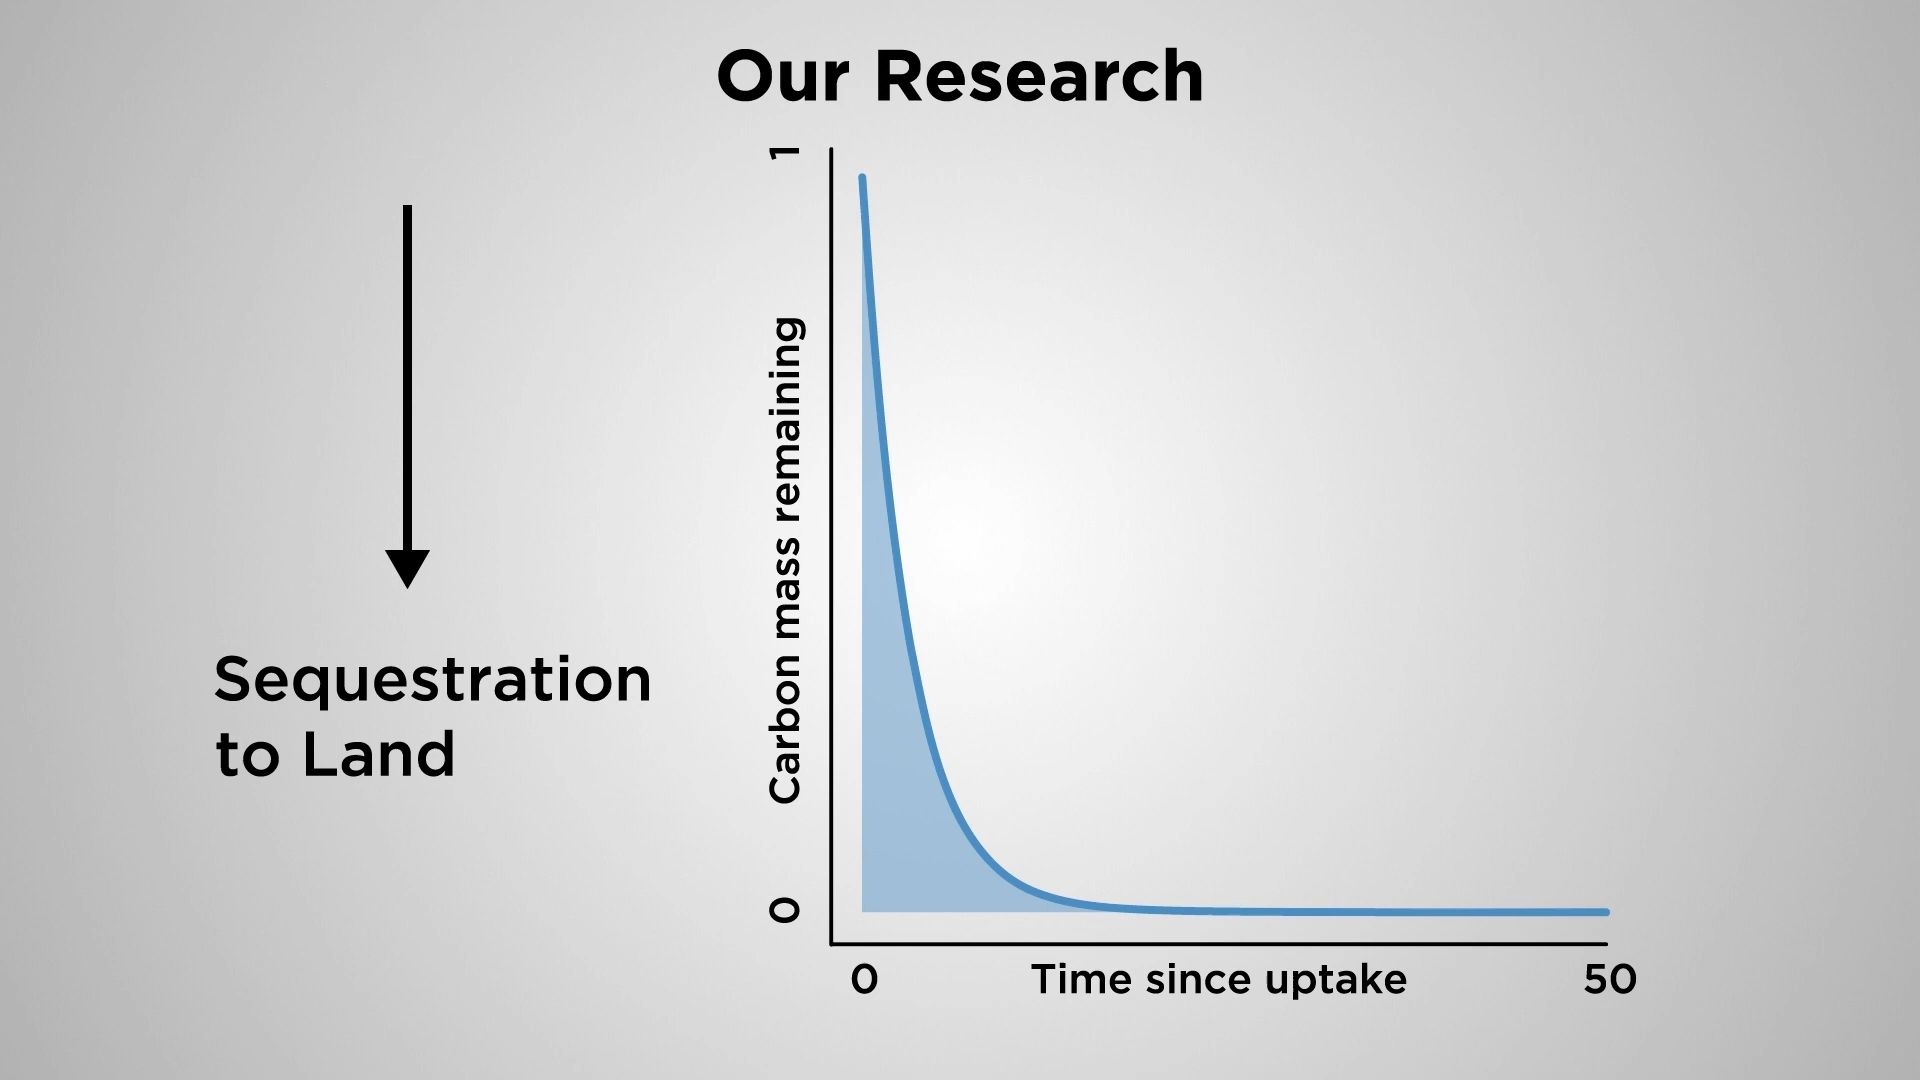 Our Research
Sequestration
to Land
1
Carbon mass remaining
0
0
Time since uptake
50